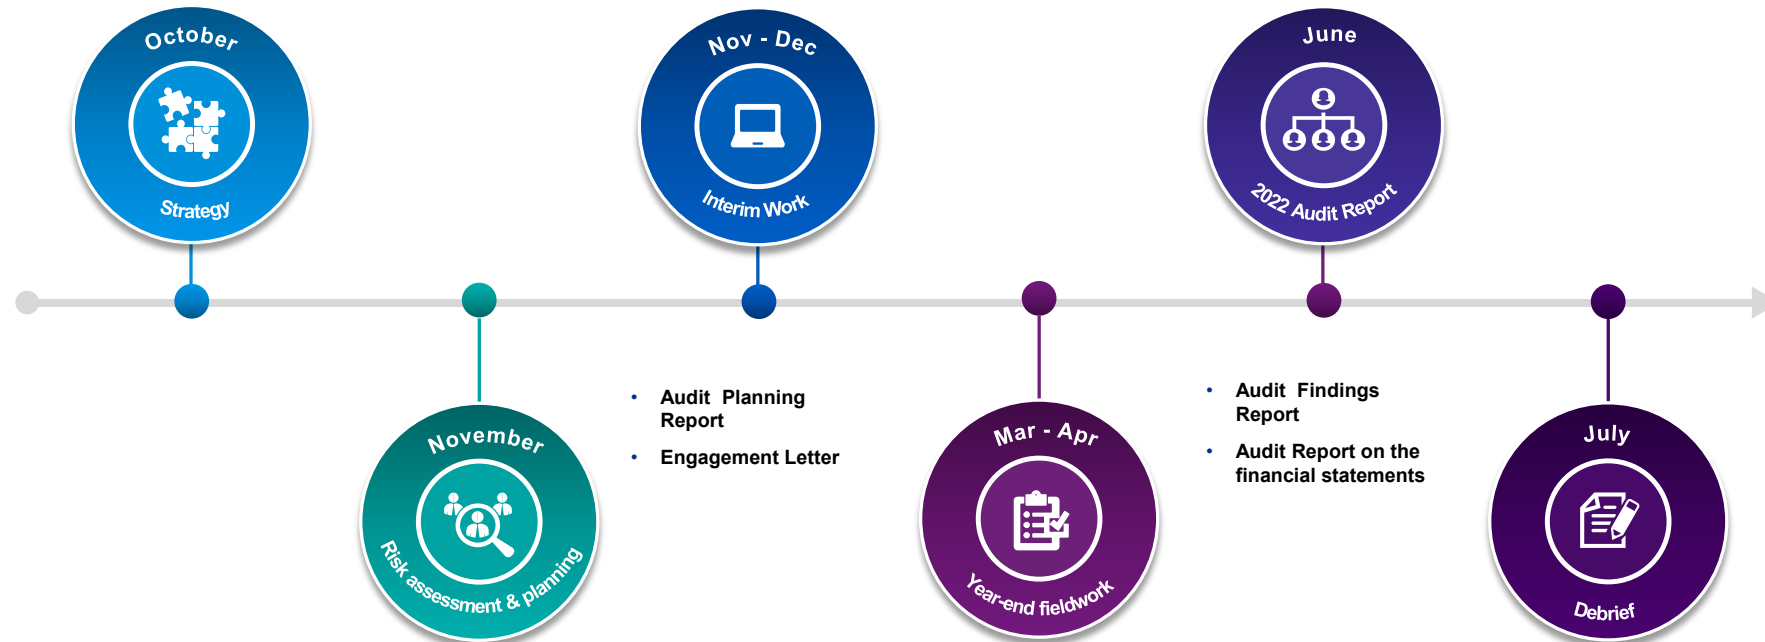 October
Strategy
November
Risk assessment & planning
Nov - Dec
Interim Work
• Audit Planning
Report
• Engagement Letter
Mar - Apr
Year-end fieldwork
June
2022 Audit Report
• Audit Findings
Report
• Audit Report on the
financial statements
July
Debrief